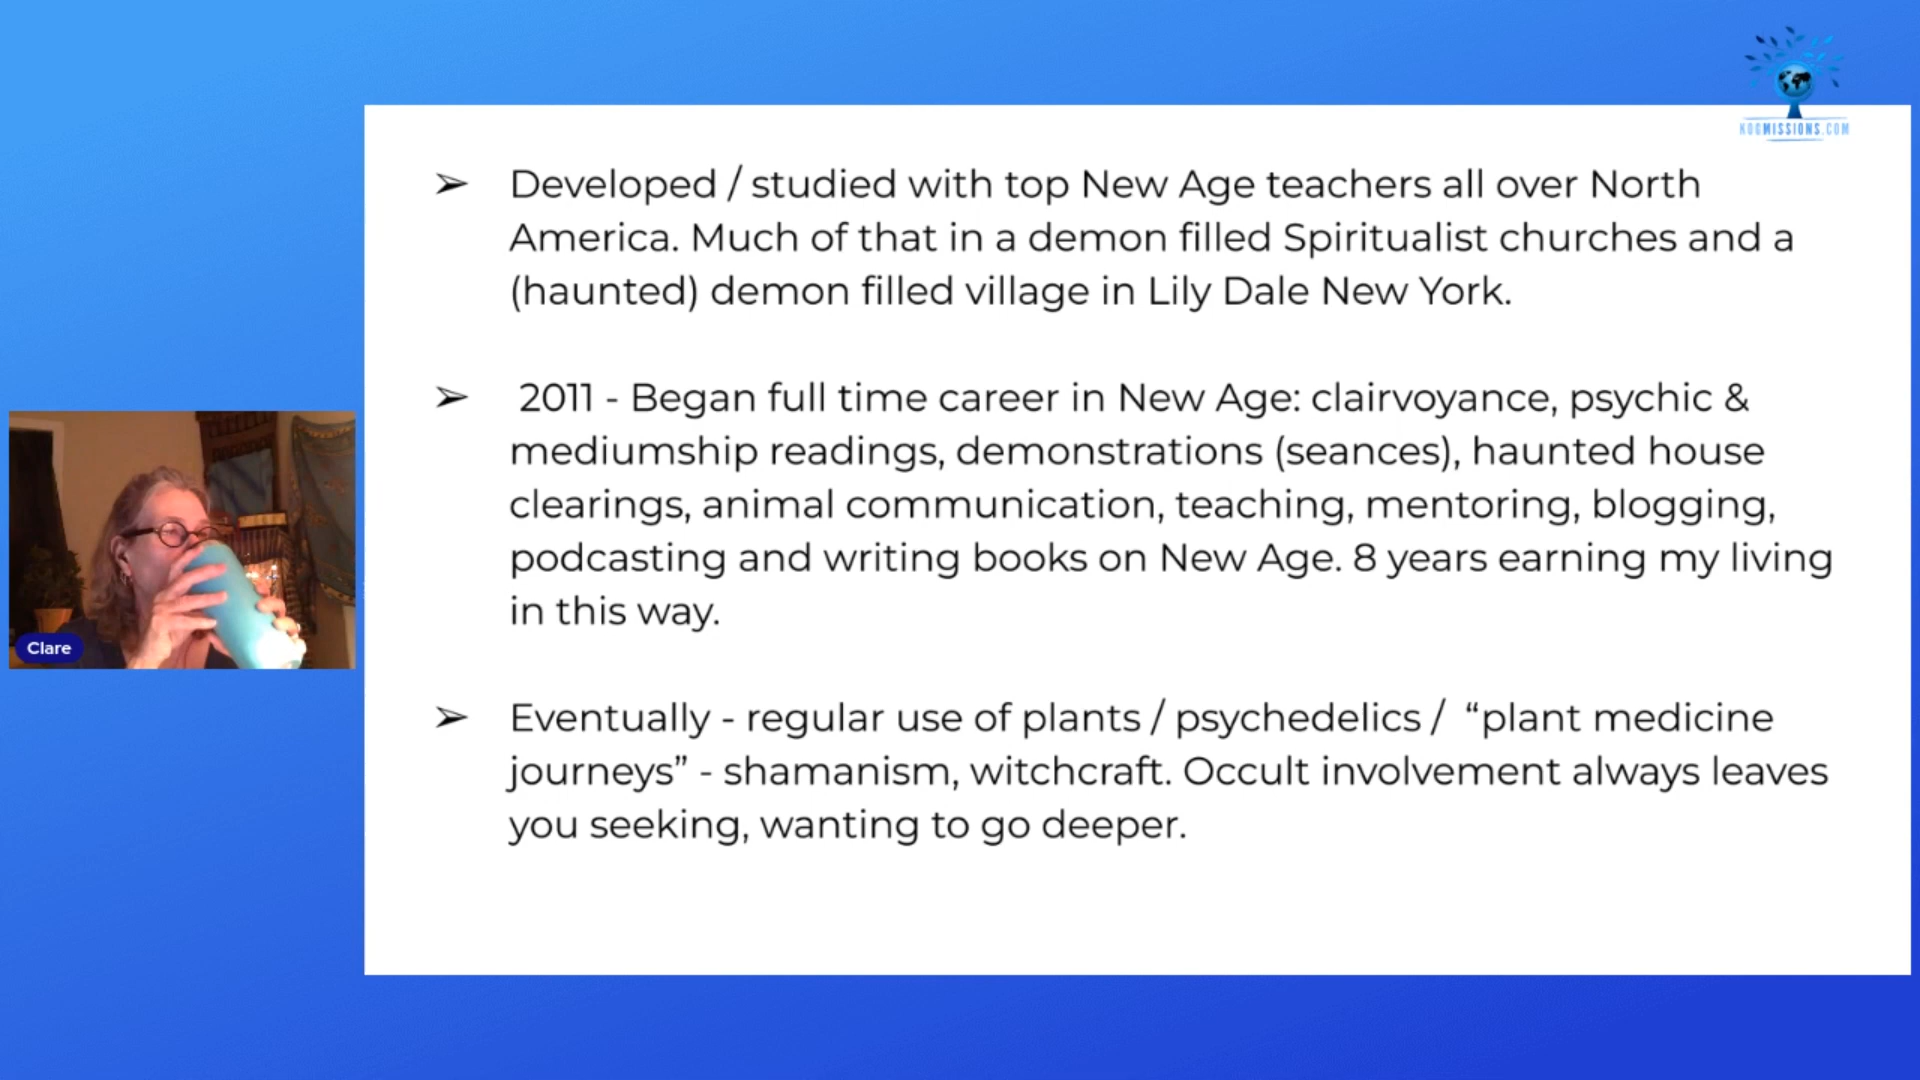 KOGMISSIONS.COM
➢ Developed / studied with top New Age teachers all over North
America. Much of that in a demon filled Spiritualist churches and a
(haunted) demon filled village in Lily Dale New York.
➢ 2011 - Began full time career in New Age: clairvoyance, psychic &
mediumship readings, demonstrations (seances), haunted house
clearings, animal communication, teaching, mentoring, blogging,
podcasting and writing books on New Age. 8 years earning my living
in this way.
➢ Eventually - regular use of plants / psychedelics / “plant medicine
journeys” - shamanism, witchcraft. Occult involvement always leaves
you seeking, wanting to go deeper.
Clare